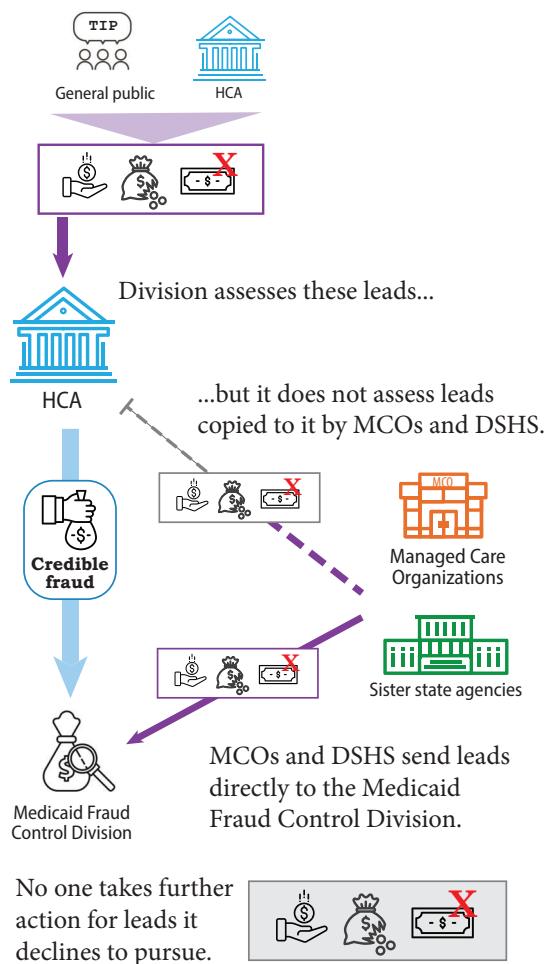 TIP
General public
HCA
X
-$-
Division assesses these leads...
HCA
...but it does not assess leads
copied to it by MCOs and DSHS.
X
-$-
MCO
Managed Care
Organizations
-$-
Credible
fraud
X
-$-
Sister state agencies
$
Medicaid Fraud
Control Division
MCOs and DSHS send leads
directly to the Medicaid
Fraud Control Division.
No one takes further
action for leads it
declines to pursue.
X
-$-